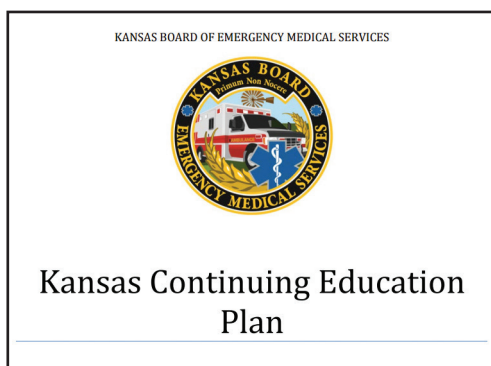 KANSAS BOARD OF EMERGENCY MEDICAL SERVICES
KANSAS BOARD
Primum Non Nocere
EMERGENCY MEDICAL SERVICES
Kansas Continuing Education
Plan